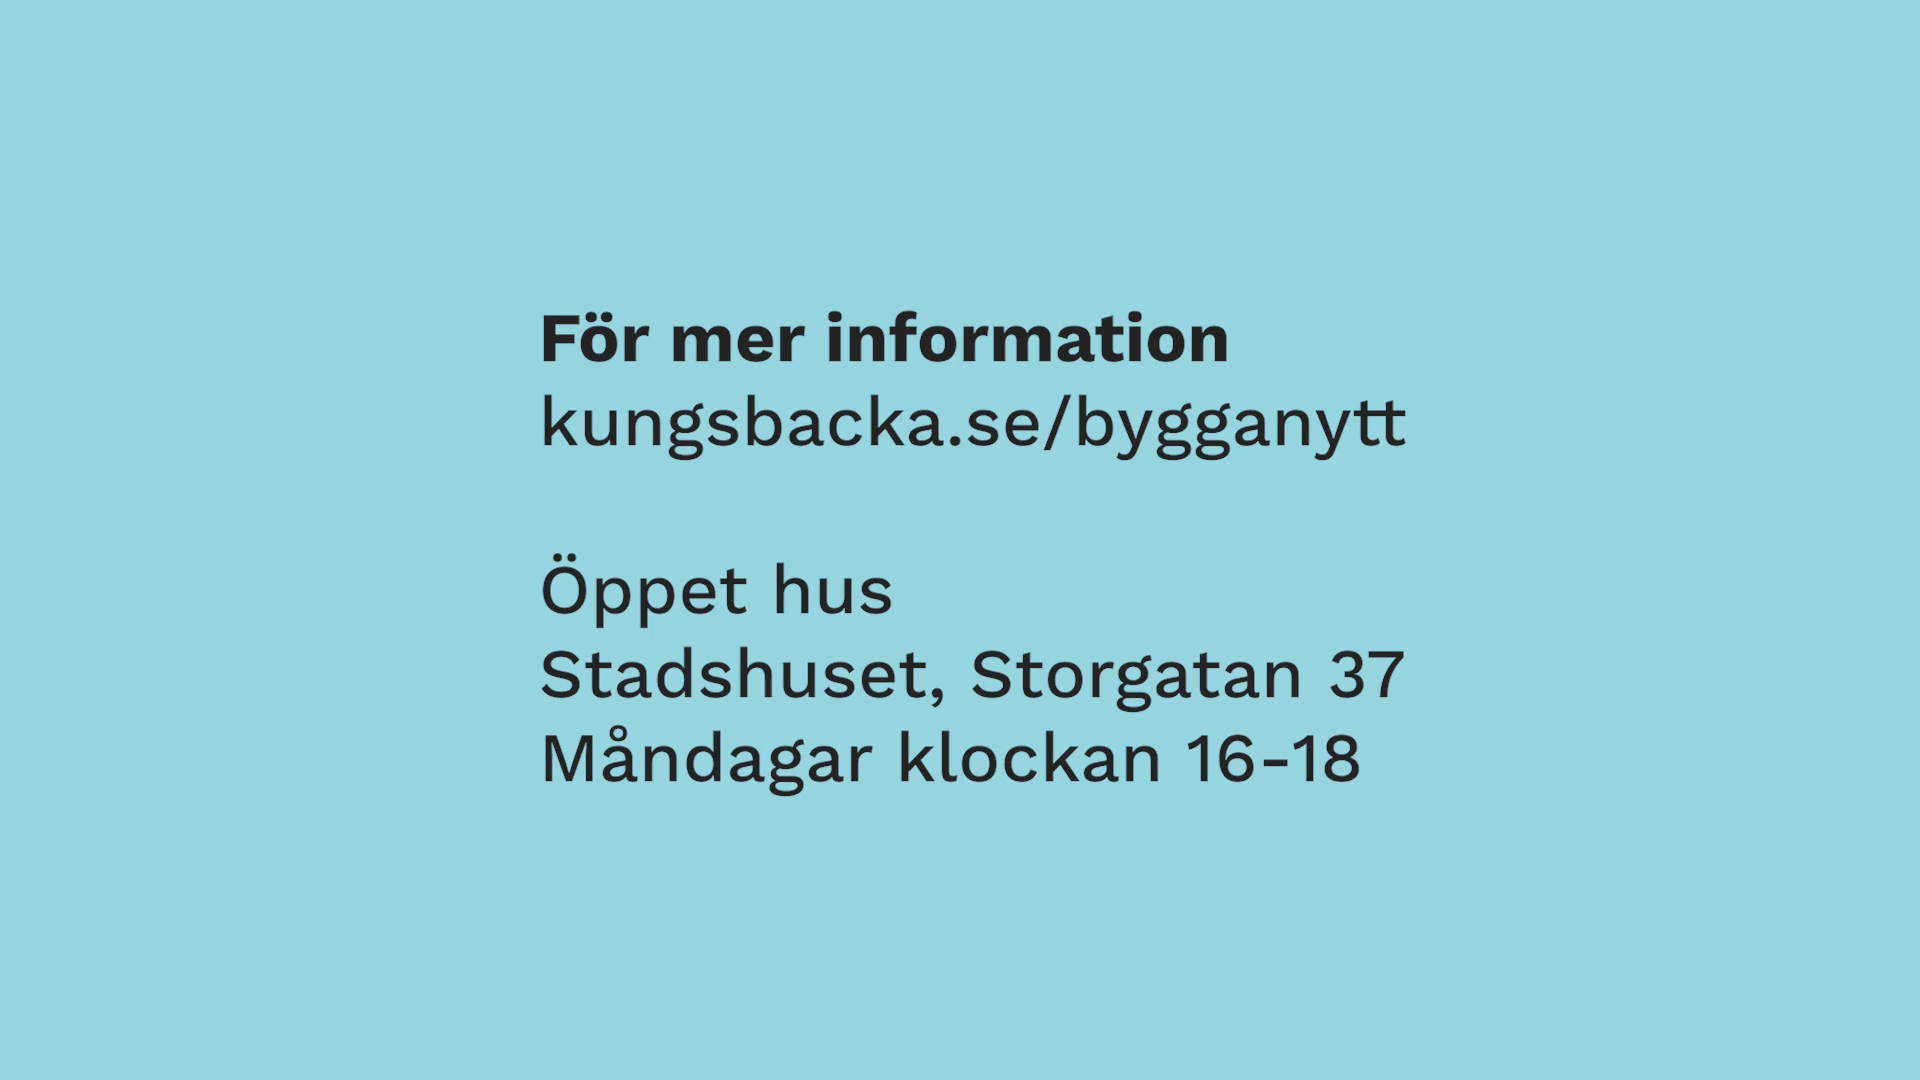 För mer information
kungsbacka.se/bygganytt
Öppet hus
Stadshuset, Storgatan 37
Måndagar klockan 16-18